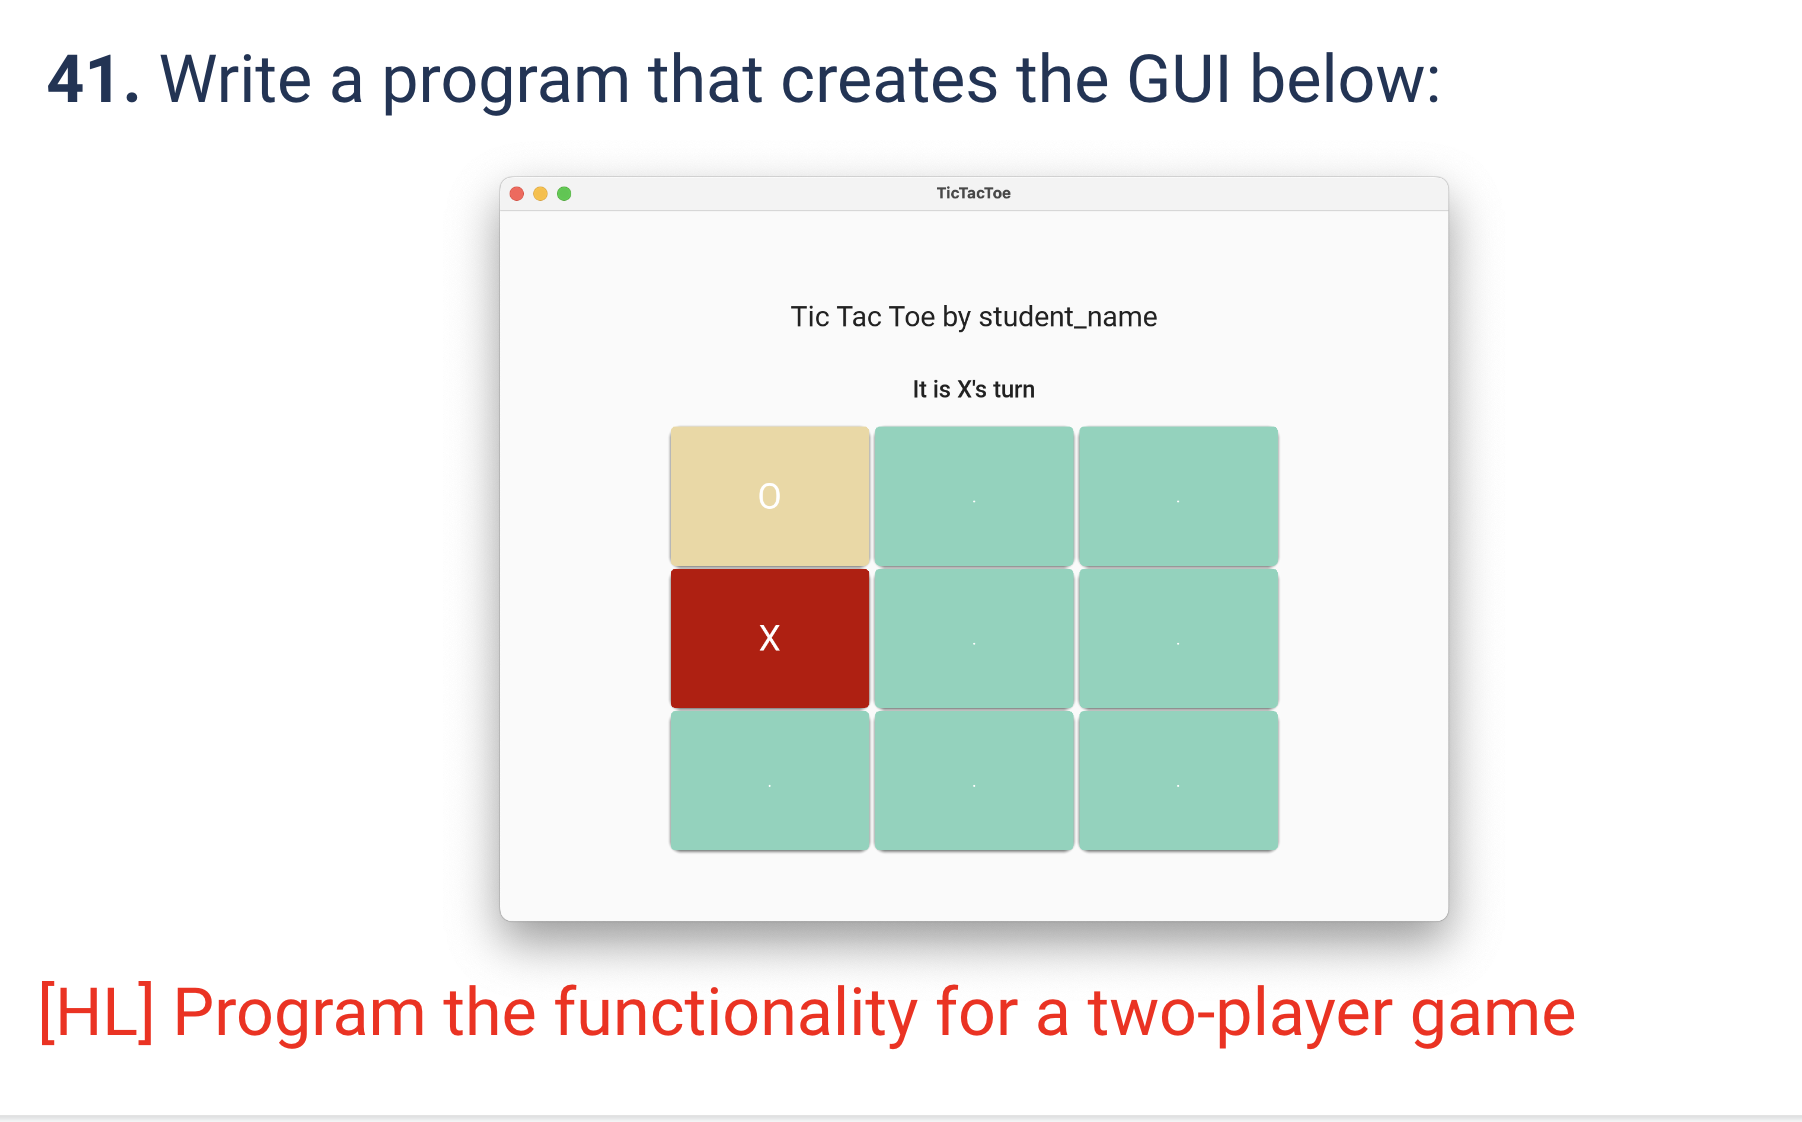 41. Write a program that creates the GUI below:
TicTacToe
Tic Tac Toe by student_name
It is X's turn
O . .
X . .
. . .
[HL] Program the functionality for a two-player game